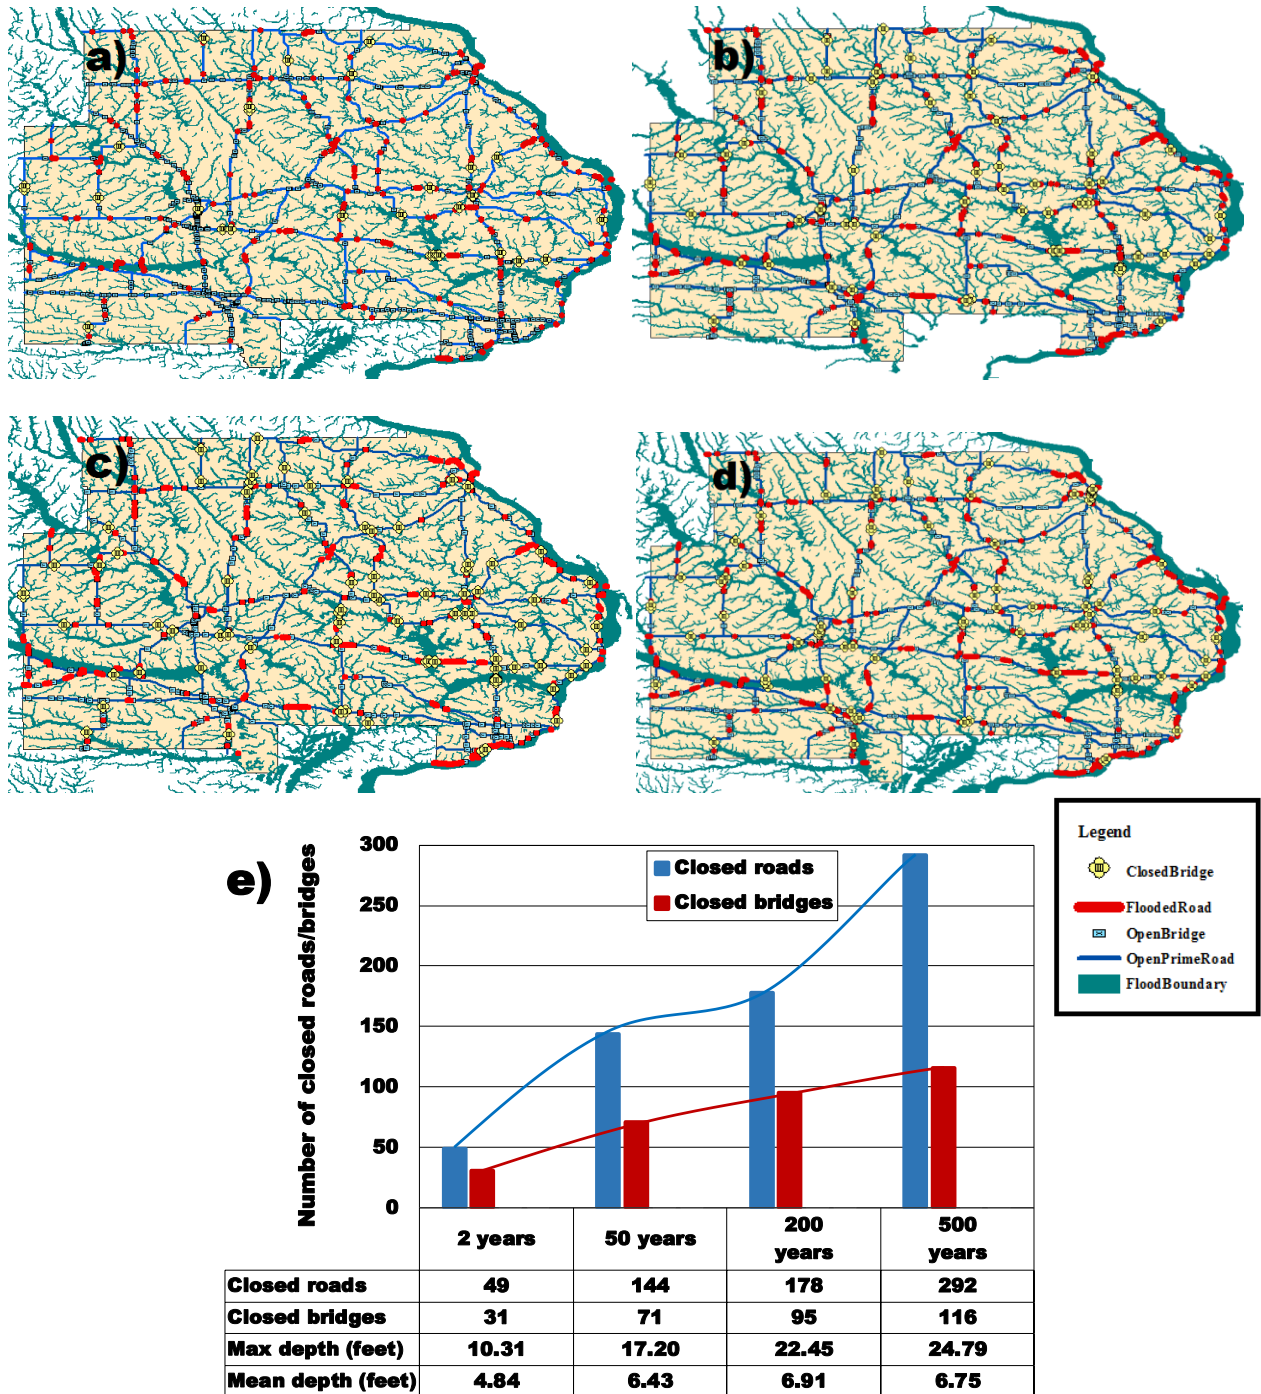 a)
b)
c)
d)
Legend
ClosedBridge
FloodedRoad
OpenBridge
OpenPrimeRoad
FloodBoundary
e)
Number of closed roads/bridges
300
250
200
150
100
50
0
Closed roads
Closed bridges
2 years 50 years 200 years 500 years
Closed roads 49 144 178 292
Closed bridges 31 71 95 116
Max depth (feet) 10.31 17.20 22.45 24.79
Mean depth (feet) 4.84 6.43 6.91 6.75